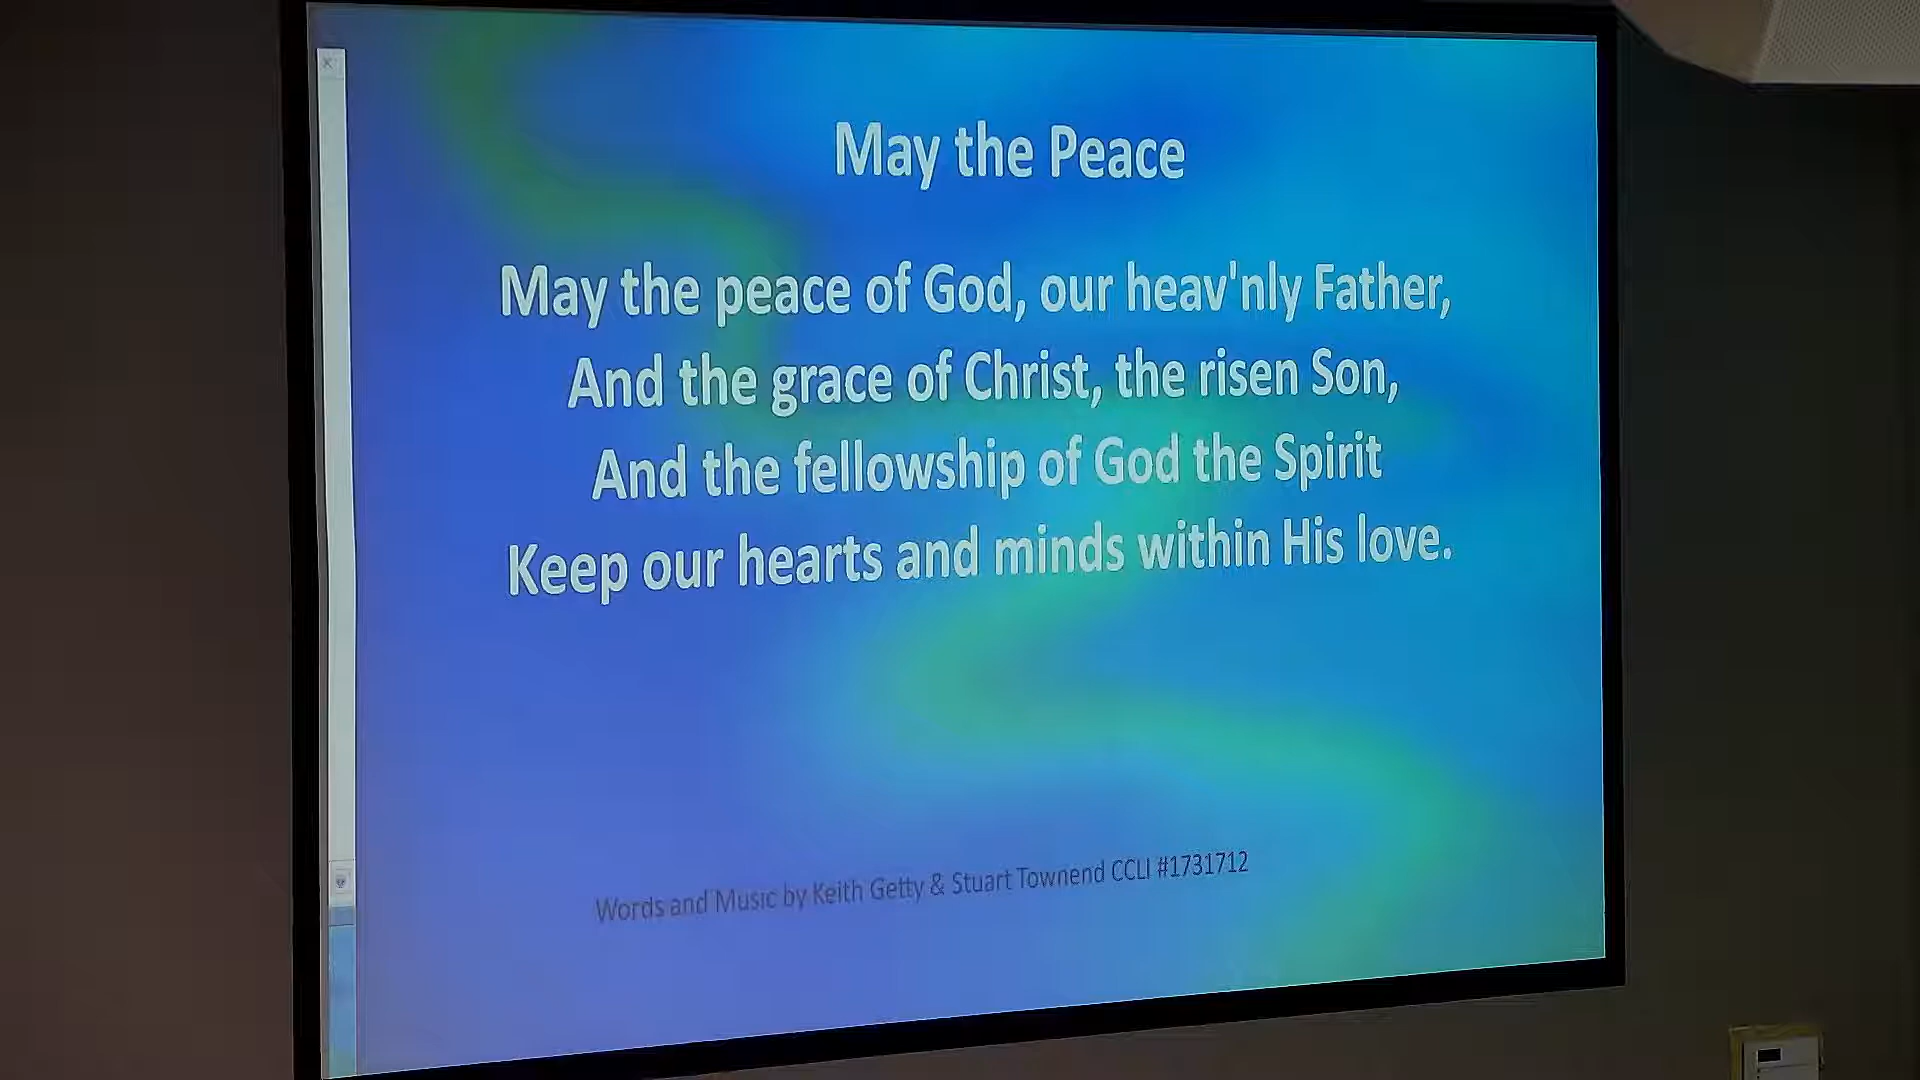 May the Peace
May the peace of God, our heav'nly Father,
And the grace of Christ, the risen Son,
And the fellowship of God the Spirit
Keep our hearts and minds within His love.
Words and Music by Keith Getty & Stuart Townend CCLI #1731712